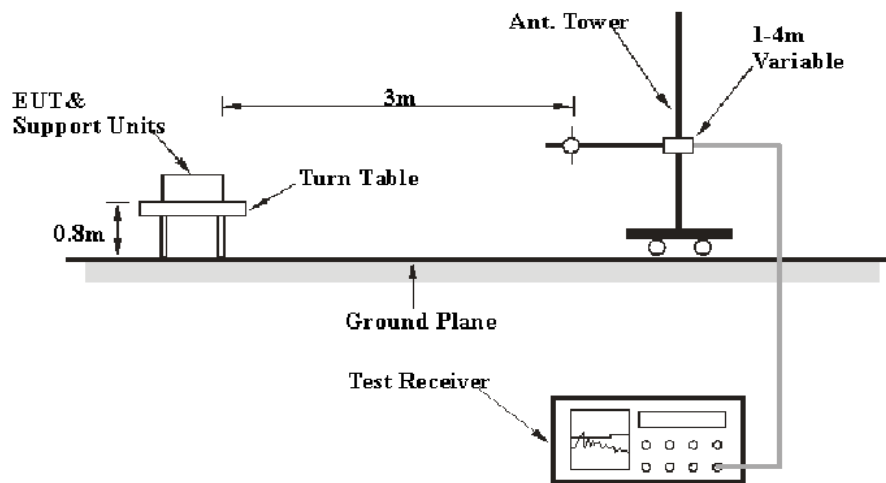 Ant. Tower
1-4m
Variable
3m
EUT &
Support Units
Turn Table
0.8m
Ground Plane
Test Receiver